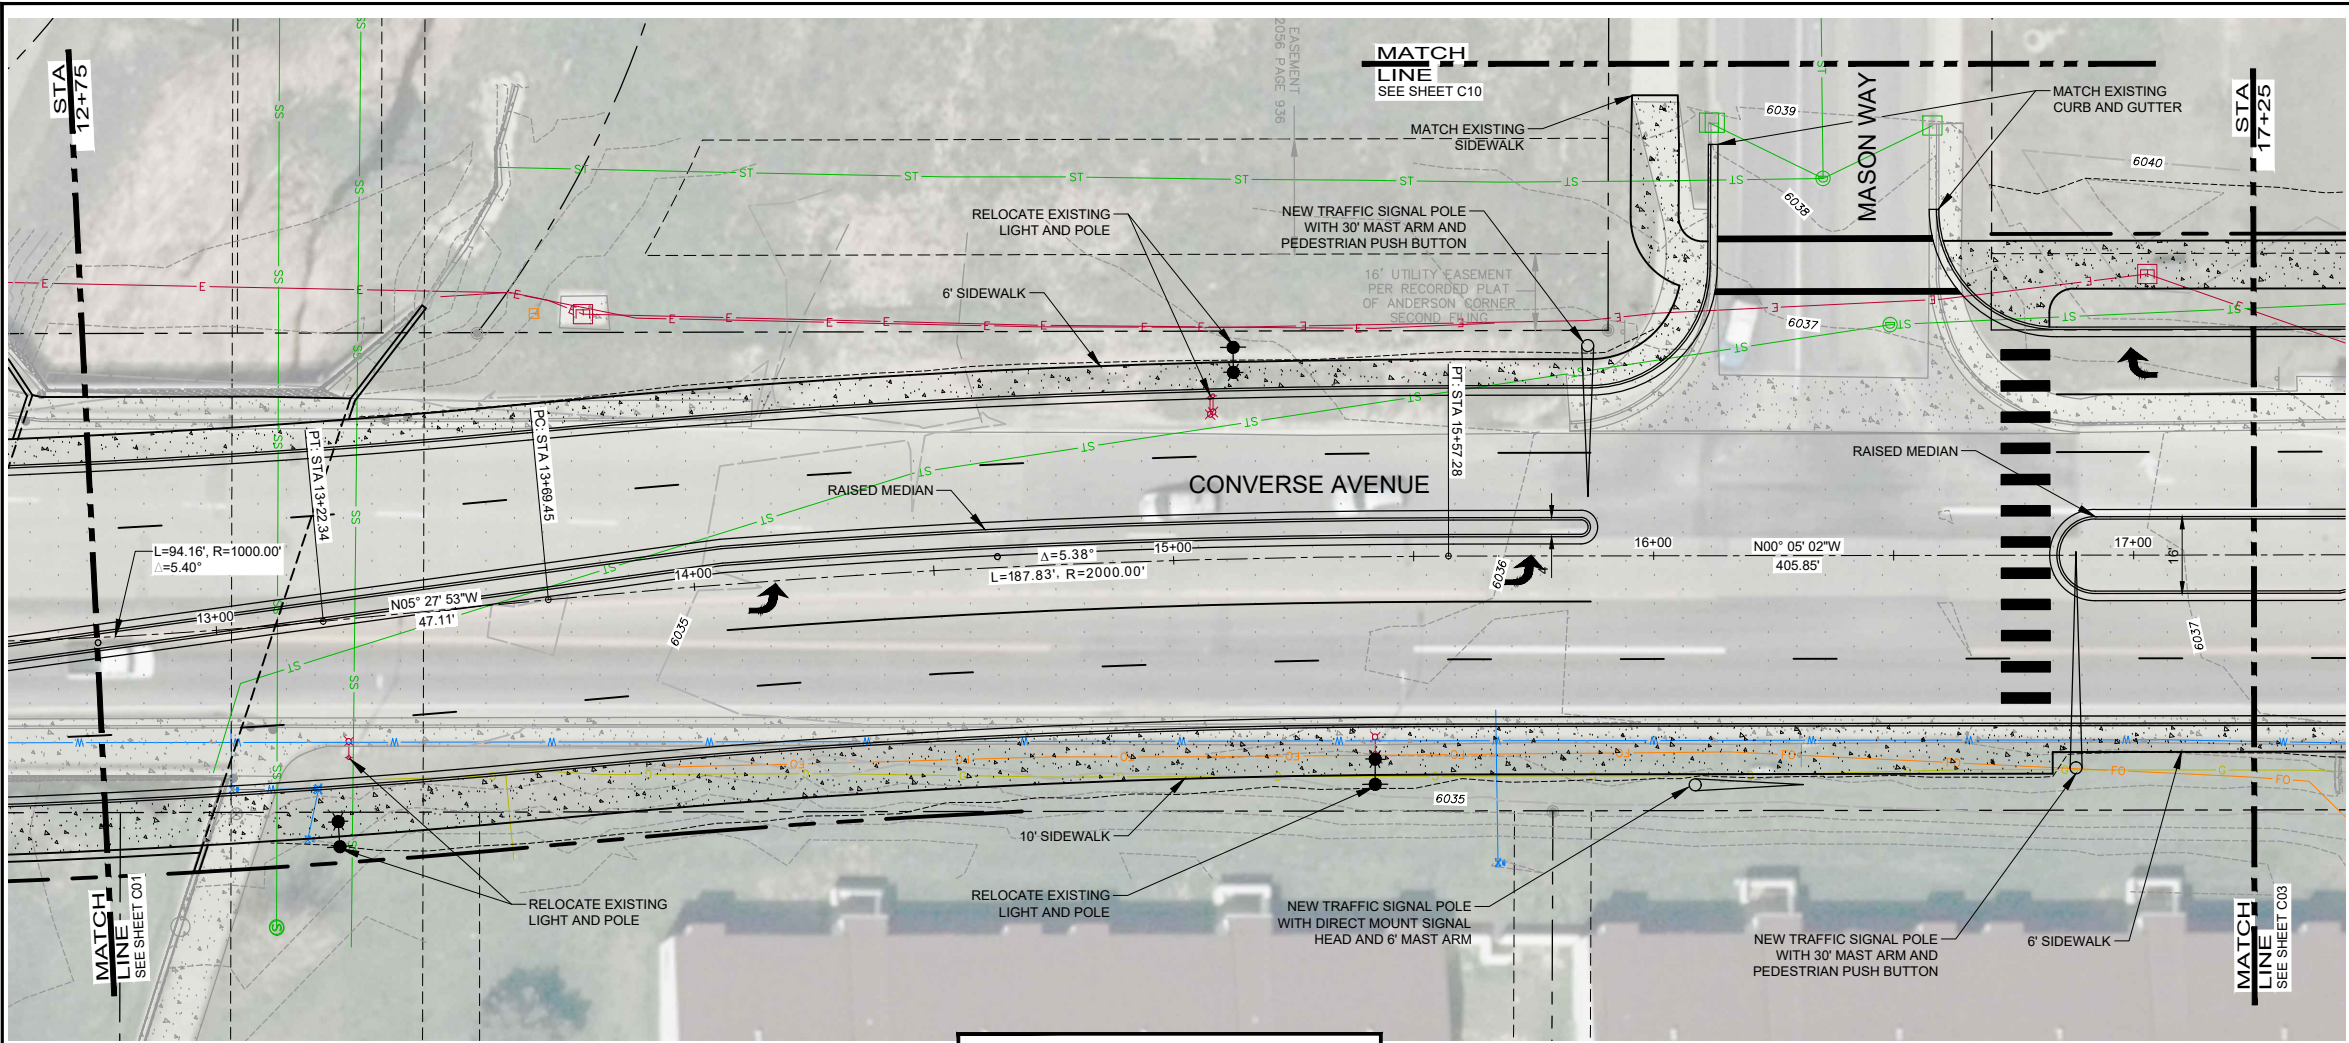 STA
12+75
MATCH
LINE
SEE SHEET C01
MATCH
LINE
SEE SHEET C10
EASEMENT
2056 PAGE 936
MATCH EXISTING
SIDEWALK
MASON WAY
MATCH EXISTING
CURB AND GUTTER
STA
17+25
6039
6038
6040
6037
RELOCATE EXISTING
LIGHT AND POLE
NEW TRAFFIC SIGNAL POLE
WITH 30' MAST ARM AND
PEDESTRIAN PUSH BUTTON
16' UTILITY EASEMENT
PER RECORDED PLAT
OF ANDERSON CORNER
SECOND FILING
6' SIDEWALK
PT: STA 13+22.34
PC: STA 13+69.45
PT: STA 15+57.28
RAISED MEDIAN
CONVERSE AVENUE
RAISED MEDIAN
L=94.16', R=1000.00'
Δ=5.40°
13+00
N05° 27' 53"W
47.11'
14+00
Δ=5.38°
L=187.83', R=2000.00'
15+00
16+00
N00° 05' 02"W
405.85'
17+00
16'
6035
6036
6037
6035
10' SIDEWALK
RELOCATE EXISTING
LIGHT AND POLE
RELOCATE EXISTING
LIGHT AND POLE
NEW TRAFFIC SIGNAL POLE
WITH DIRECT MOUNT SIGNAL
HEAD AND 6' MAST ARM
NEW TRAFFIC SIGNAL POLE
WITH 30' MAST ARM AND
PEDESTRIAN PUSH BUTTON
6' SIDEWALK
MATCH
LINE
SEE SHEET C03